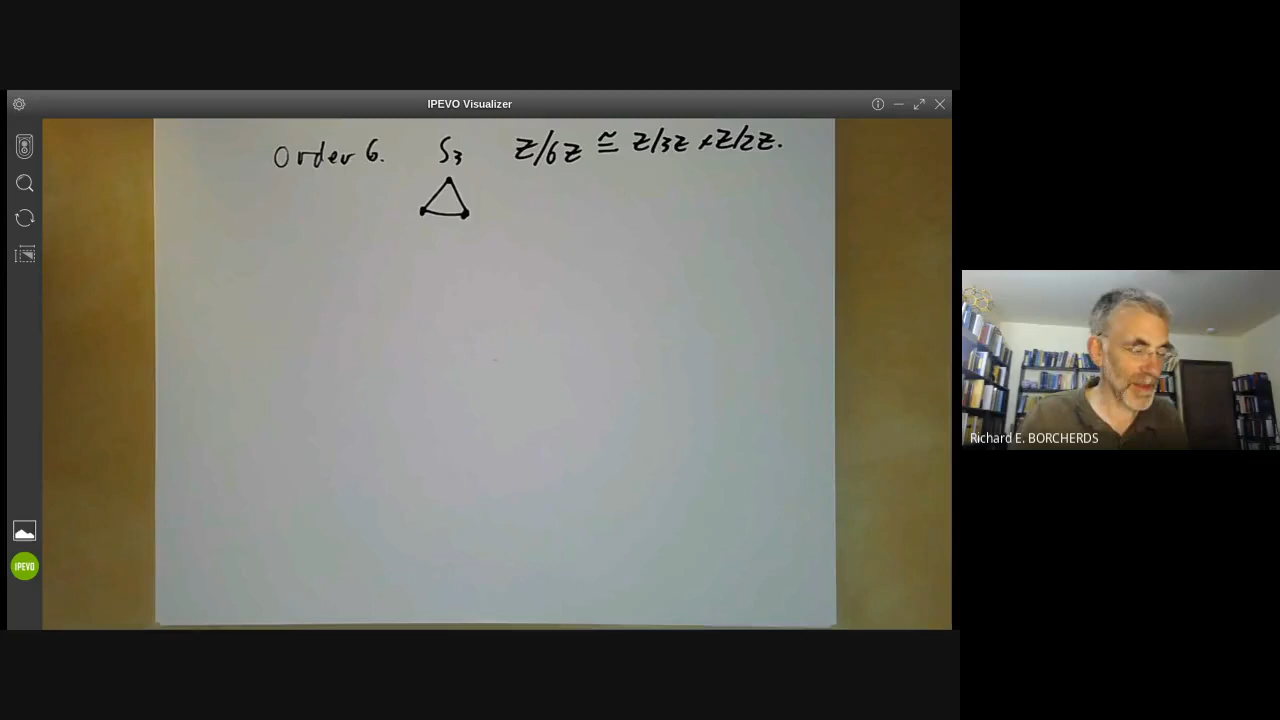 IPEVO Visualizer
Order 6. S₃ Z/6Z ≅ Z/3Z × Z/2Z.
Richard E. BORCHERDS
IPEVO